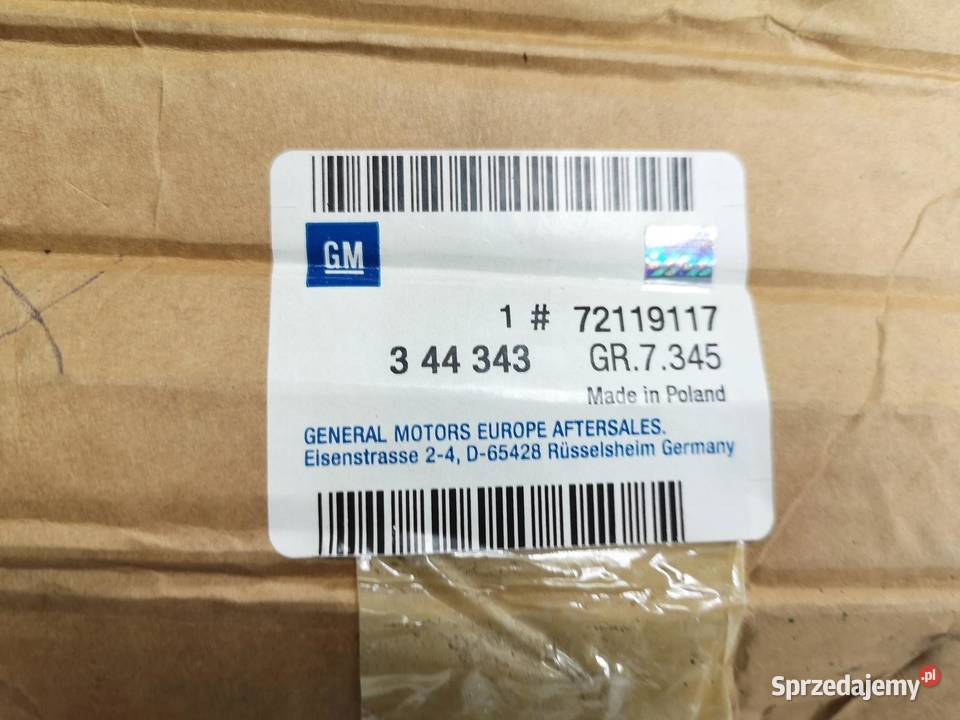 GM
1 # 72119117
3 44 343 GR.7.345
Made in Poland
GENERAL MOTORS EUROPE AFTERSALES.
Eisenstrasse 2-4, D-65428 Rüsselsheim Germany
Sprzedajemy.pl